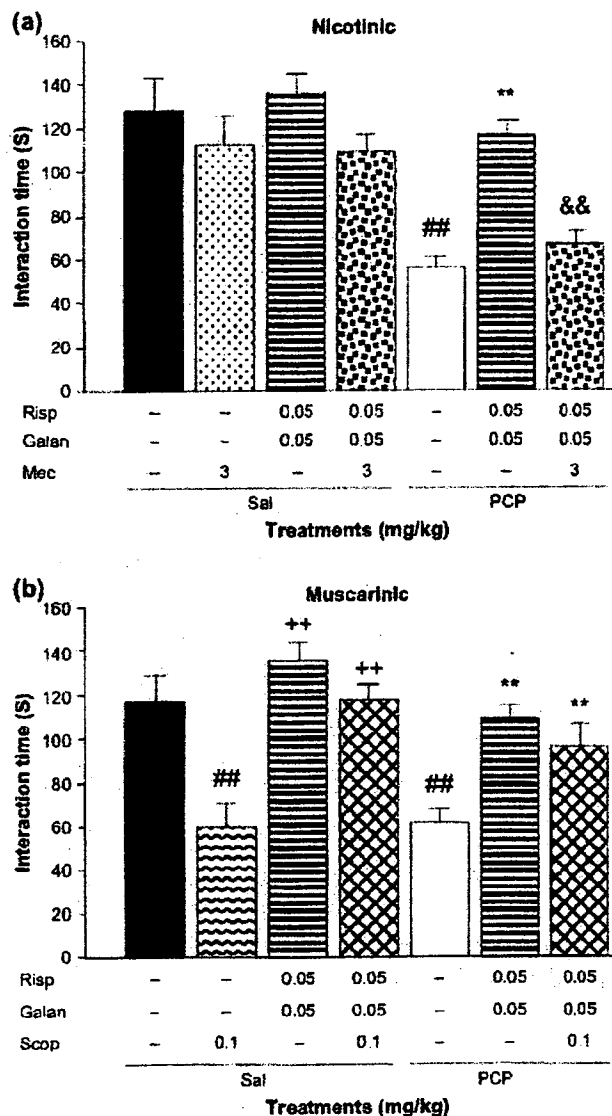 (a)
Nicotinic
Interaction time (S)
160
140
120
100
80
60
40
20
0
**
##
&&
Risp – – 0.05 0.05 – 0.05 0.05
Galan – – 0.05 0.05 – 0.05 0.05
Mec – 3 – 3 – – 3
Sal PCP
Treatments (mg/kg)
(b)
Muscarinic
Interaction time (S)
160
140
120
100
80
60
40
20
0
++
++
** **
## ##
Risp – – 0.05 0.05 – 0.05 0.05
Galan – – 0.05 0.05 – 0.05 0.05
Scop – 0.1 – 0.1 – – 0.1
Sal PCP
Treatments (mg/kg)